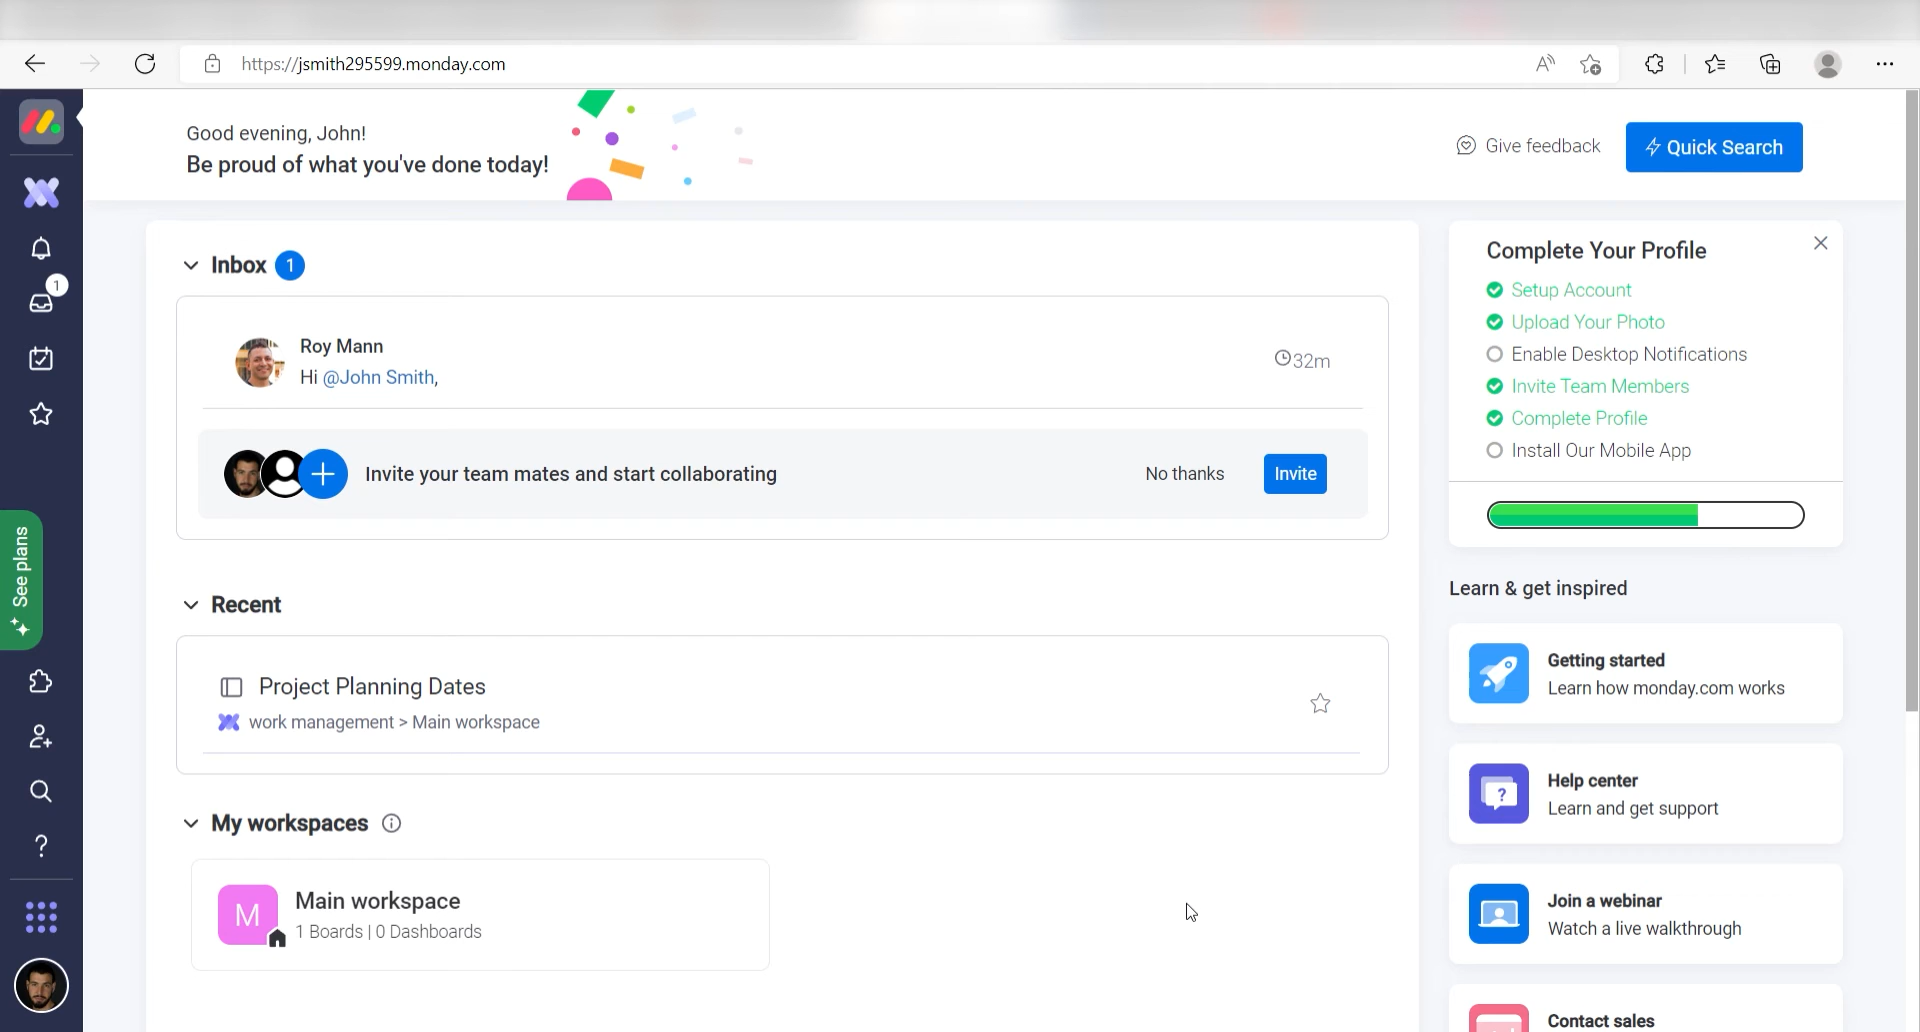 https://jsmith295599.monday.com
Good evening, John!
Be proud of what you've done today!
Give feedback
Quick Search
Inbox 1
1
Roy Mann
Hi @John Smith,
32m
Invite your team mates and start collaborating
No thanks
Invite
See plans
Recent
Project Planning Dates
work management > Main workspace
My workspaces
M
Main workspace
1 Boards | 0 Dashboards
Complete Your Profile
Setup Account
Upload Your Photo
Enable Desktop Notifications
Invite Team Members
Complete Profile
Install Our Mobile App
Learn & get inspired
Getting started
Learn how monday.com works
Help center
Learn and get support
Join a webinar
Watch a live walkthrough
Contact sales